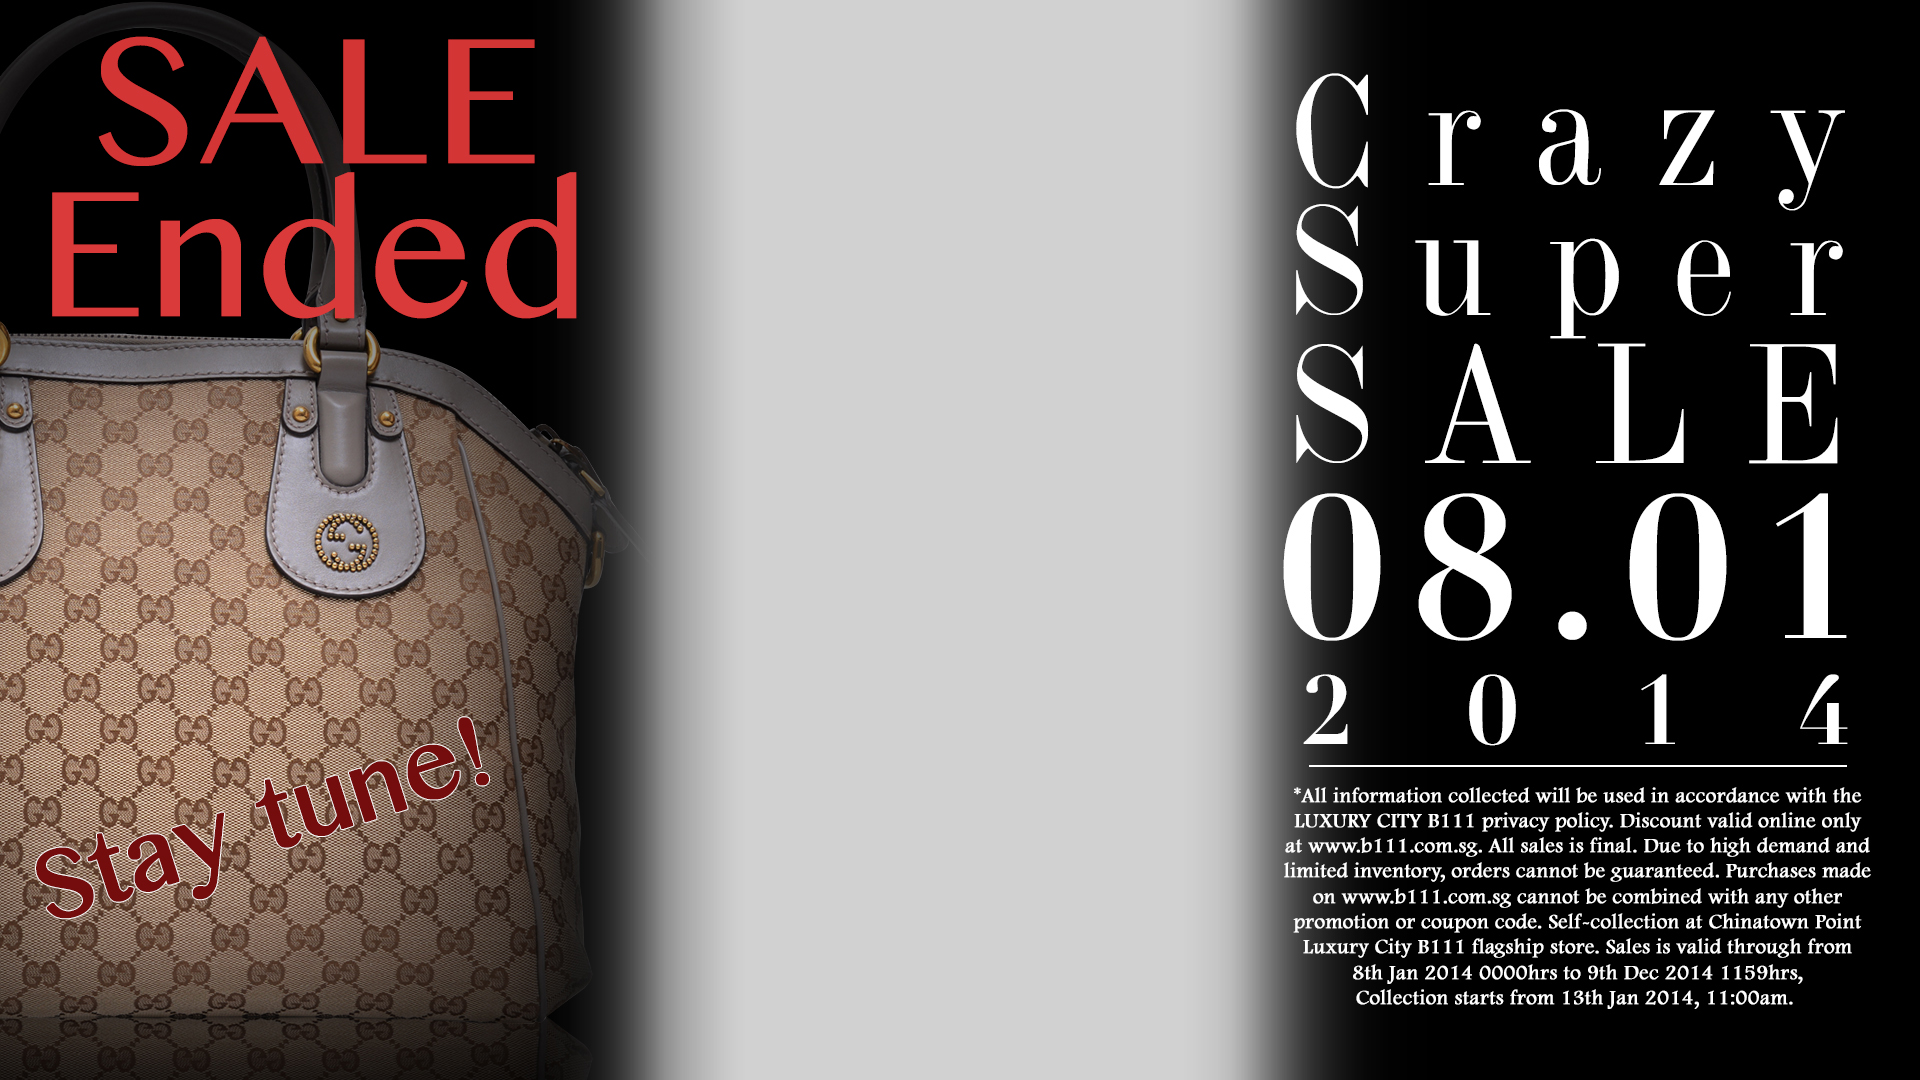 SALE
Ended
Stay tune!
Crazy
Super
SALE
08.01
2014
*All information collected will be used in accordance with the
LUXURY CITY B111 privacy policy. Discount valid online only
at www.b111.com.sg. All sales is final. Due to high demand and
limited inventory, orders cannot be guaranteed. Purchases made
on www.b111.com.sg cannot be combined with any other
promotion or coupon code. Self-collection at Chinatown Point
Luxury City B111 flagship store. Sales is valid through from
8th Jan 2014 0000hrs to 9th Dec 2014 1159hrs,
Collection starts from 13th Jan 2014, 11:00am.